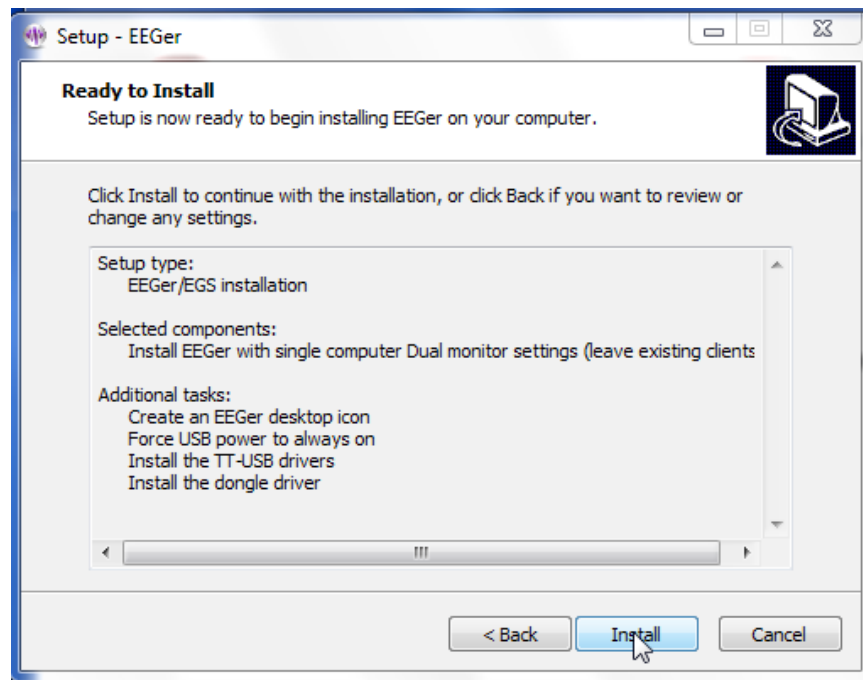 Setup - EEGer
Ready to Install
Setup is now ready to begin installing EEGer on your computer.
Click Install to continue with the installation, or click Back if you want to review or
change any settings.
Setup type:
EEGer/EGS installation
Selected components:
Install EEGer with single computer Dual monitor settings (leave existing clients
Additional tasks:
Create an EEGer desktop icon
Force USB power to always on
Install the TT-USB drivers
Install the dongle driver
< Back
Install
Cancel